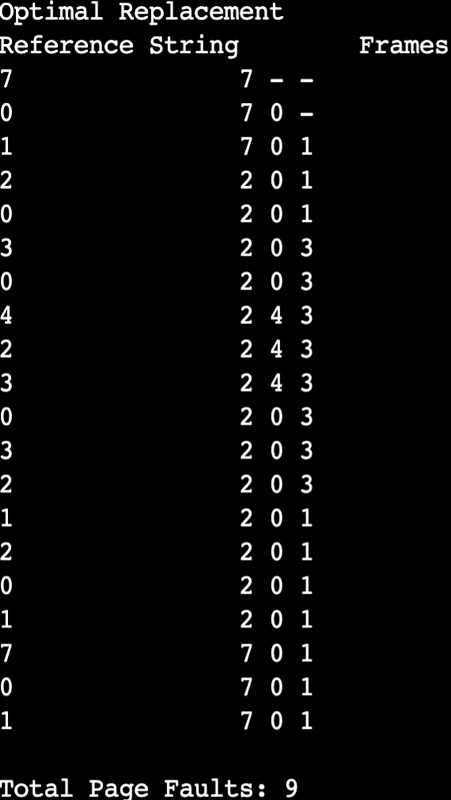 Optimal Replacement
Reference String Frames
7 7 - -
0 7 0 -
1 7 0 1
2 2 0 1
0 2 0 1
3 2 0 3
0 2 0 3
4 2 4 3
2 2 4 3
3 2 4 3
0 2 0 3
3 2 0 3
2 2 0 3
1 2 0 1
2 2 0 1
0 2 0 1
1 2 0 1
7 7 0 1
0 7 0 1
1 7 0 1
Total Page Faults: 9